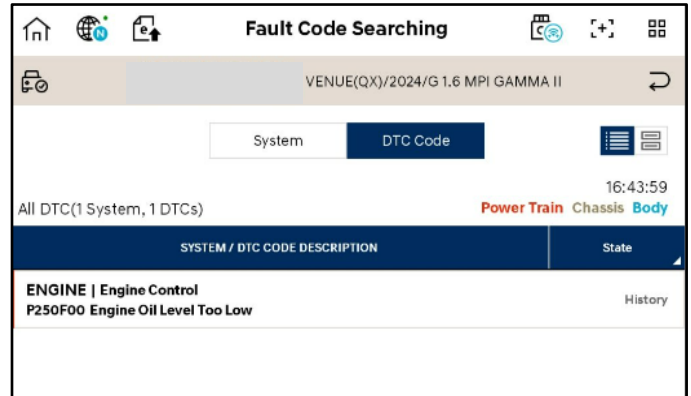 Fault Code Searching
VENUE(QX)/2024/G 1.6 MPI GAMMA II
System DTC Code
16:43:59
All DTC(1 System, 1 DTCs) Power Train Chassis Body
SYSTEM / DTC CODE DESCRIPTION State
ENGINE | Engine Control
P250F00 Engine Oil Level Too Low History